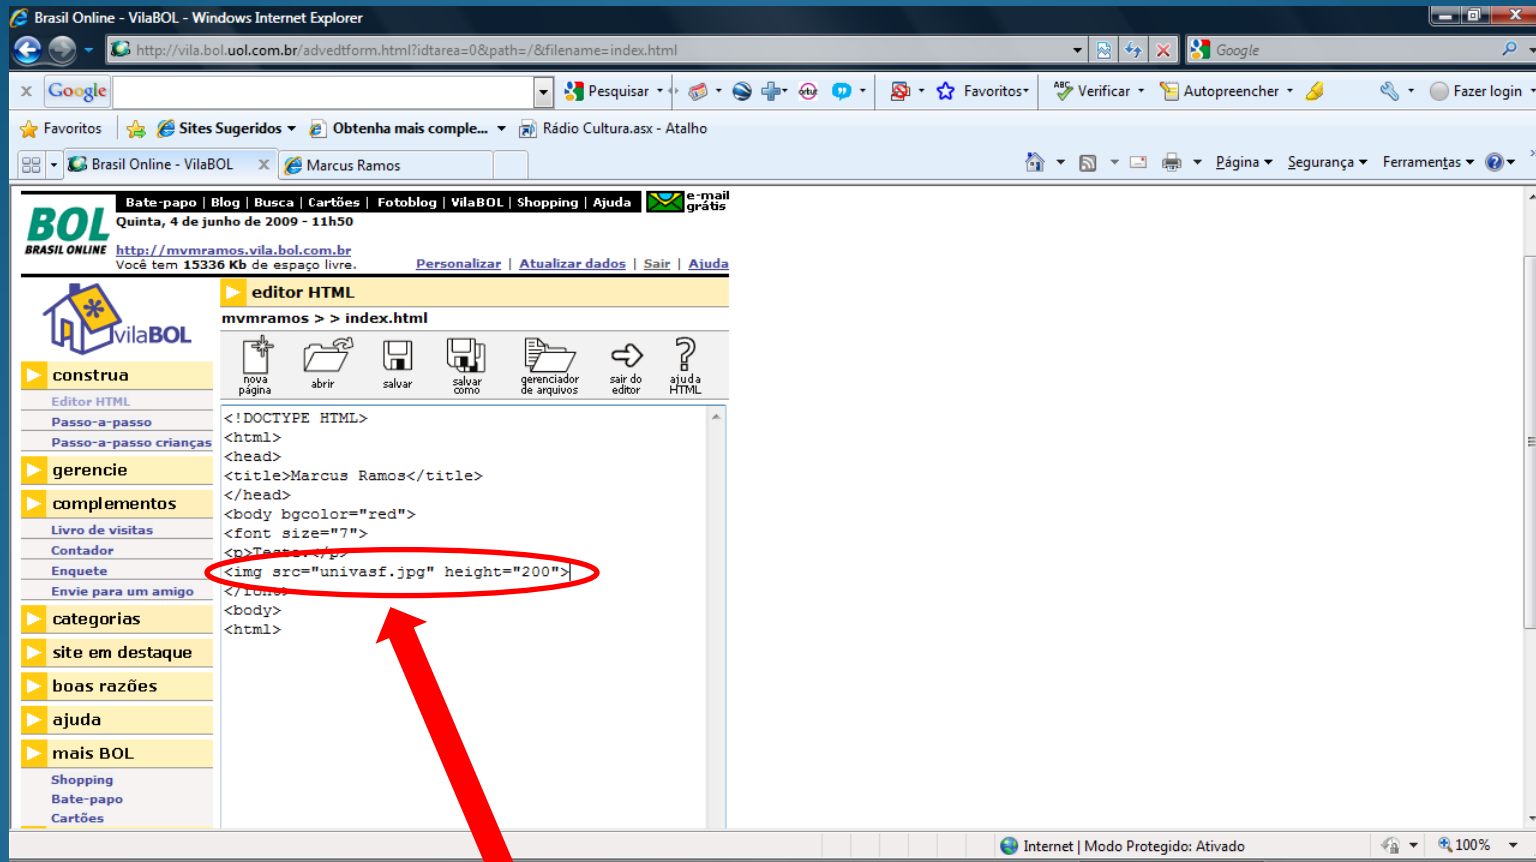 Brasil Online - VilaBOL - Windows Internet Explorer
http://vila.bol.uol.com.br/advedtform.html?idtarea=0&path=/&filename=index.html
Google
x Google Pesquisar Favoritos Verificar Autopreencher Fazer login
Favoritos Sites Sugeridos Obtenha mais comple... Rádio Cultura.asx - Atalho
Brasil Online - VilaBOL x Marcus Ramos Página Segurança Ferramentas
BOL
BRASIL ONLINE
Bate-papo | Blog | Busca | Cartões | Fotoblog | VilaBOL | Shopping | Ajuda e-mail grátis
Quinta, 4 de junho de 2009 - 11h50
http://mvmramos.vila.bol.com.br
Você tem 15336 Kb de espaço livre. Personalizar | Atualizar dados | Sair | Ajuda
vilaBOL
construa
Editor HTML
Passo-a-passo
Passo-a-passo crianças
gerencie
complementos
Livro de visitas
Contador
Enquete
Envie para um amigo
categorias
site em destaque
boas razões
ajuda
mais BOL
Shopping
Bate-papo
Cartões
editor HTML
mvmramos > > index.html
nova página
abrir
salvar
salvar como
gerenciador de arquivos
sair do editor
ajuda HTML
<!DOCTYPE HTML>
<html>
<head>
<title>Marcus Ramos</title>
</head>
<body bgcolor="red">
<font size="7">
<p>Teste.</p>
<img src="univasf.jpg" height="200">
</font>
<body>
<html>
Internet | Modo Protegido: Ativado 100%